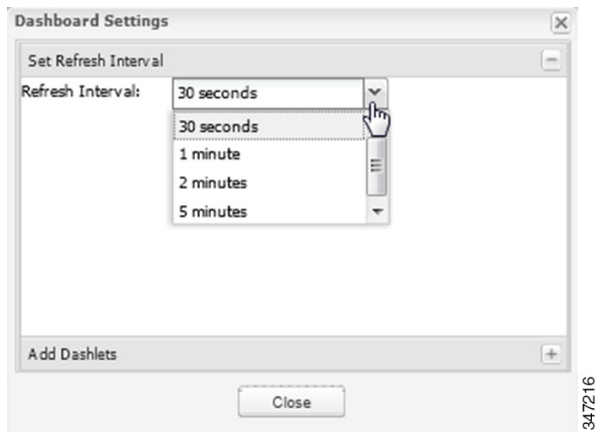 Dashboard Settings
Set Refresh Interval
Refresh Interval: 30 seconds
30 seconds
1 minute
2 minutes
5 minutes
Add Dashlets
Close
347216